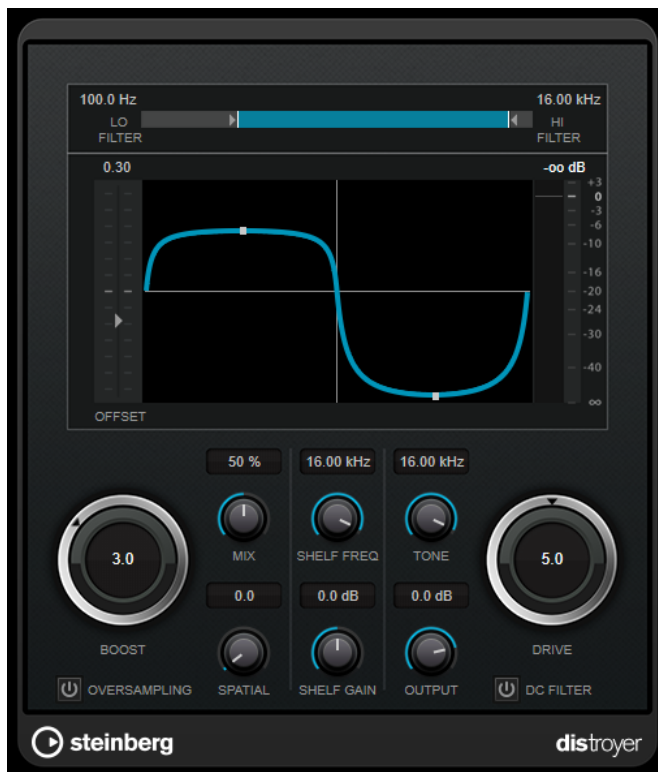 100.0 Hz 16.00 kHz
LO HI
FILTER FILTER
0.30 -oo dB
+3
0
-3
-6
-10
-16
-20
-24
-30
-40
∞
OFFSET
50 % 16.00 kHz 16.00 kHz
3.0 5.0
MIX SHELF FREQ TONE
0.0 0.0 dB 0.0 dB
BOOST DRIVE
OVERSAMPLING SPATIAL SHELF GAIN OUTPUT DC FILTER
steinberg distroyer